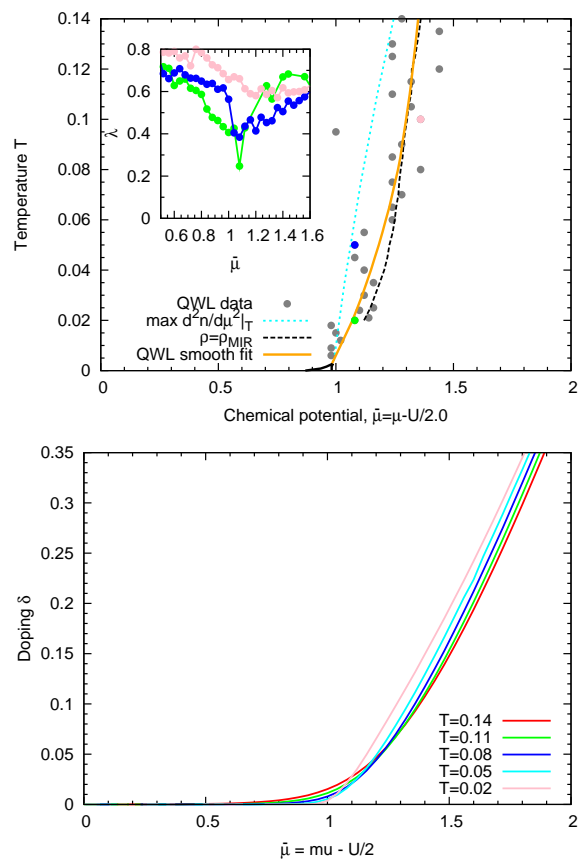 0.14
0.12
0.1
0.08
0.06
0.04
0.02
0
Temperature T
0.8
0.6
0.4
0.2
0
λ
0.6 0.8 1 1.2 1.4 1.6
μ̄
QWL data
max d²n/dμ²|T
ρ=ρMIR
QWL smooth fit
0 0.5 1 1.5 2
Chemical potential, μ̄=μ-U/2.0
0.35
0.3
0.25
0.2
0.15
0.1
0.05
0
Doping δ
T=0.14
T=0.11
T=0.08
T=0.05
T=0.02
0 0.5 1 1.5 2
μ̄ = mu - U/2